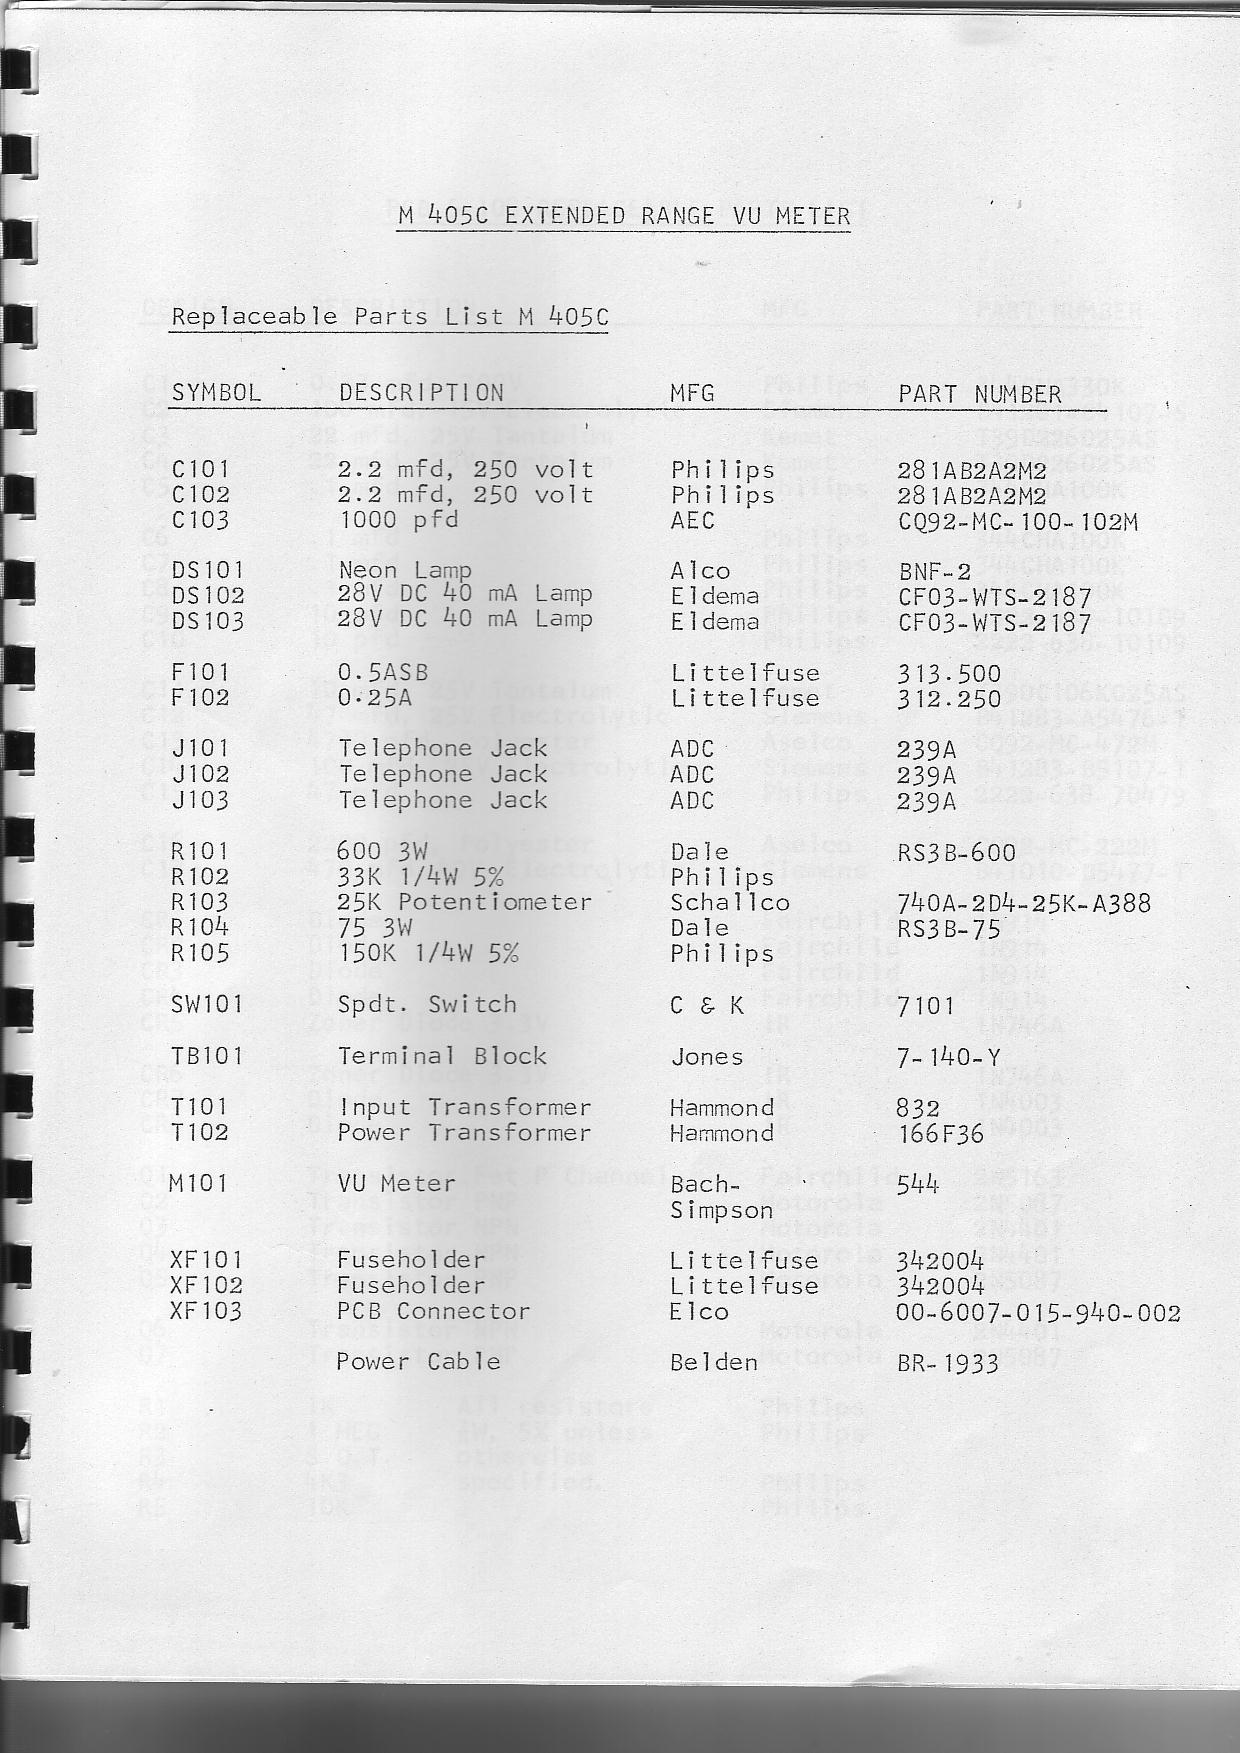 M 405C EXTENDED RANGE VU METER
Replaceable Parts List M 405C
SYMBOL DESCRIPTION MFG PART NUMBER
C101 2.2 mfd, 250 volt Philips 281AB2A2M2
C102 2.2 mfd, 250 volt Philips 281AB2A2M2
C103 1000 pfd AEC CQ92-MC-100-102M
DS101 Neon Lamp Alco BNF-2
DS102 28V DC 40 mA Lamp Eldema CF03-WTS-2187
DS103 28V DC 40 mA Lamp Eldema CF03-WTS-2187
F101 0.5ASB Littelfuse 313.500
F102 0.25A Littelfuse 312.250
J101 Telephone Jack ADC 239A
J102 Telephone Jack ADC 239A
J103 Telephone Jack ADC 239A
R101 600 3W Dale RS3B-600
R102 33K 1/4W 5% Philips
R103 25K Potentiometer Schallco 740A-2D4-25K-A388
R104 75 3W Dale RS3B-75
R105 150K 1/4W 5% Philips
SW101 Spdt. Switch C & K 7101
TB101 Terminal Block Jones 7-140-Y
T101 Input Transformer Hammond 832
T102 Power Transformer Hammond 166F36
M101 VU Meter Bach- 544
Simpson
XF101 Fuseholder Littelfuse 342004
XF102 Fuseholder Littelfuse 342004
XF103 PCB Connector Elco 00-6007-015-940-002
Power Cable Belden BR-1933